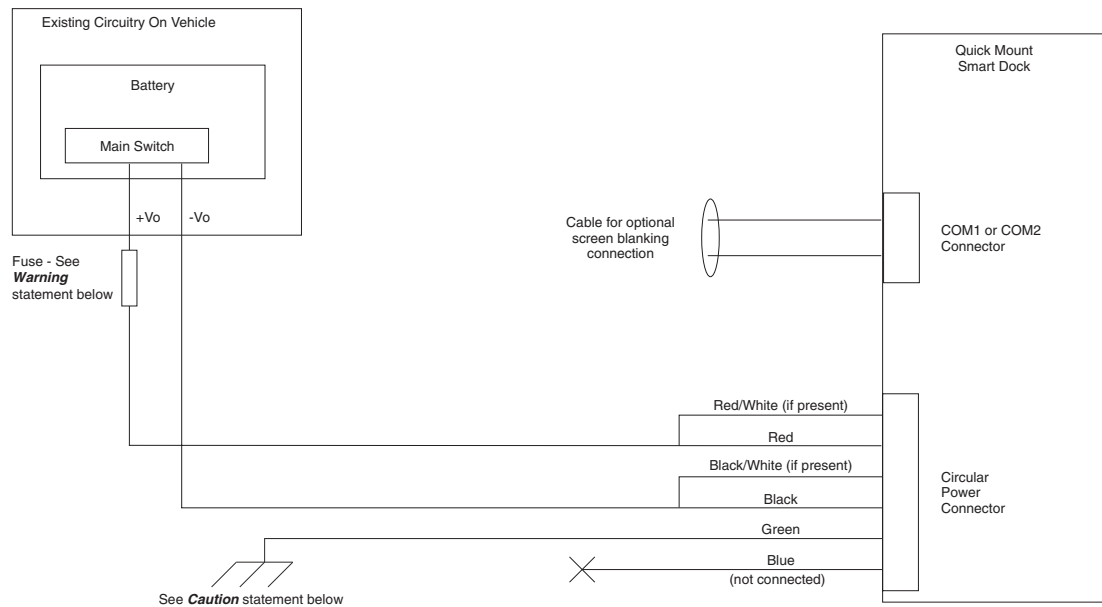 Existing Circuitry On Vehicle
Battery
Main Switch
+Vo
-Vo
Fuse - See
Warning
statement below
Quick Mount
Smart Dock
Cable for optional
screen blanking
connection
COM1 or COM2
Connector
Red/White (if present)
Red
Black/White (if present)
Black
Green
Blue
(not connected)
Circular
Power
Connector
See Caution statement below